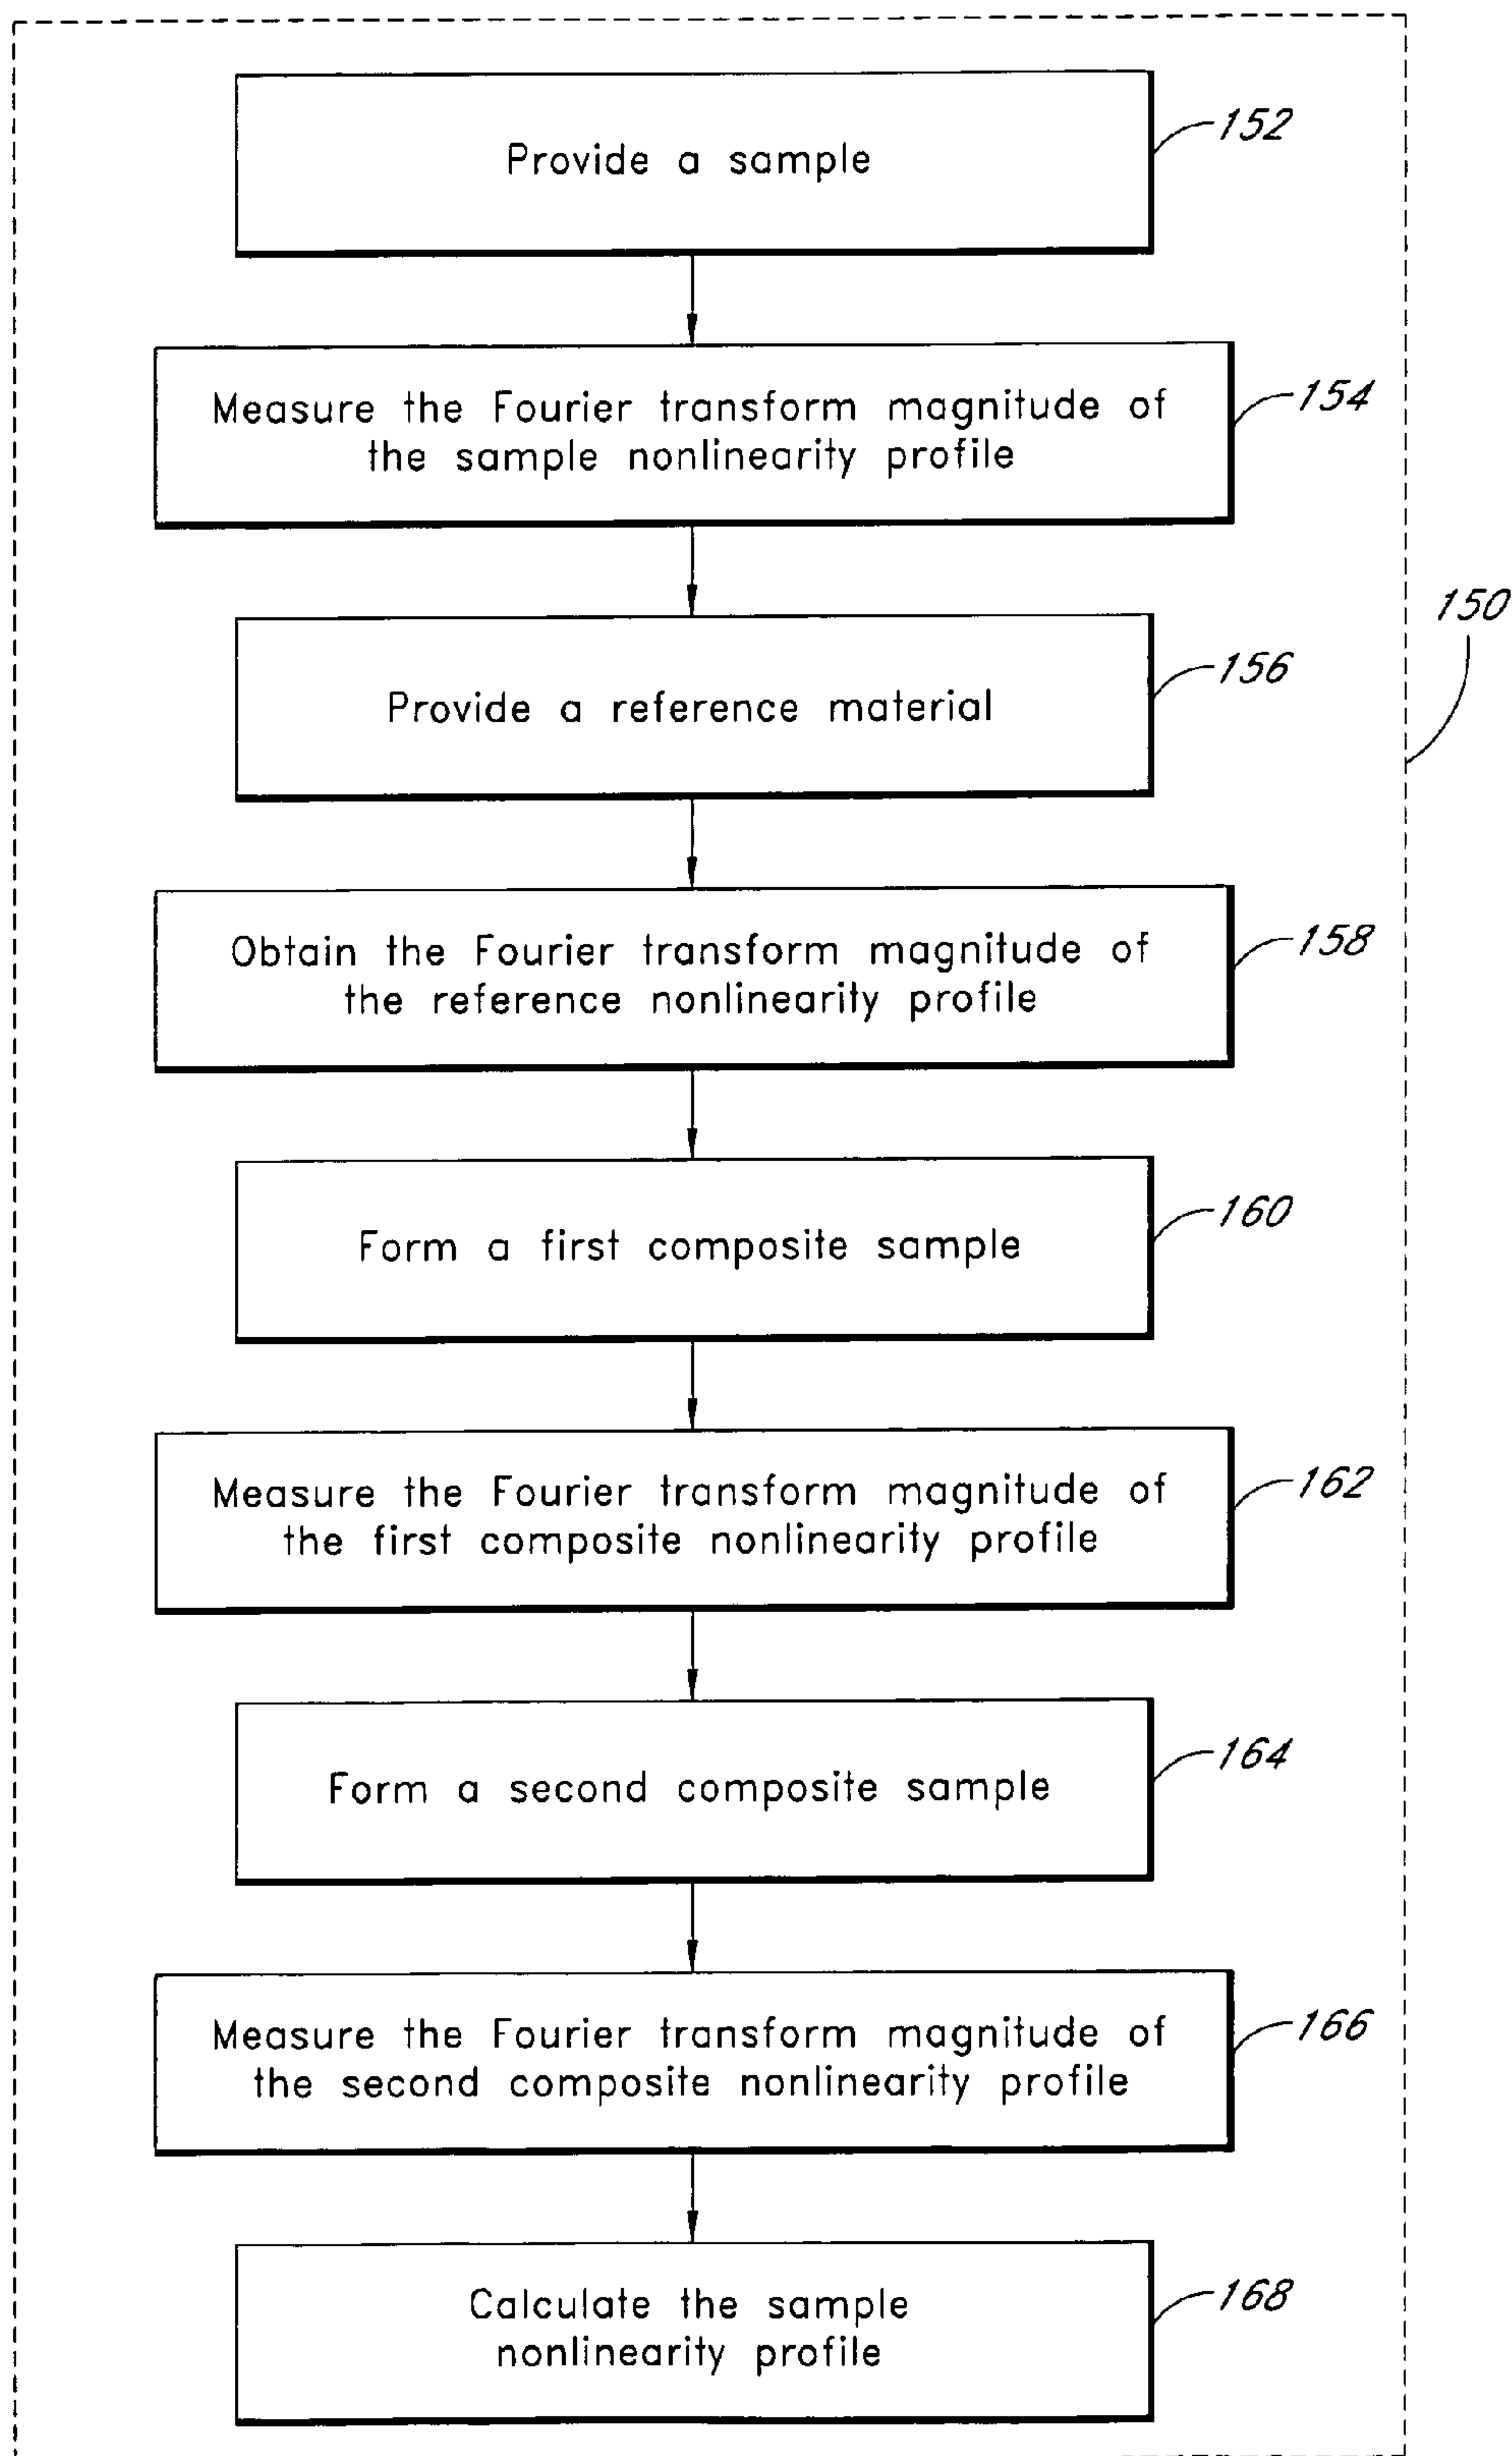 Provide a sample
152
Measure the Fourier transform magnitude of
the sample nonlinearity profile
154
150
Provide a reference material
156
Obtain the Fourier transform magnitude of
the reference nonlinearity profile
158
Form a first composite sample
160
Measure the Fourier transform magnitude of
the first composite nonlinearity profile
162
Form a second composite sample
164
Measure the Fourier transform magnitude of
the second composite nonlinearity profile
166
Calculate the sample
nonlinearity profile
168